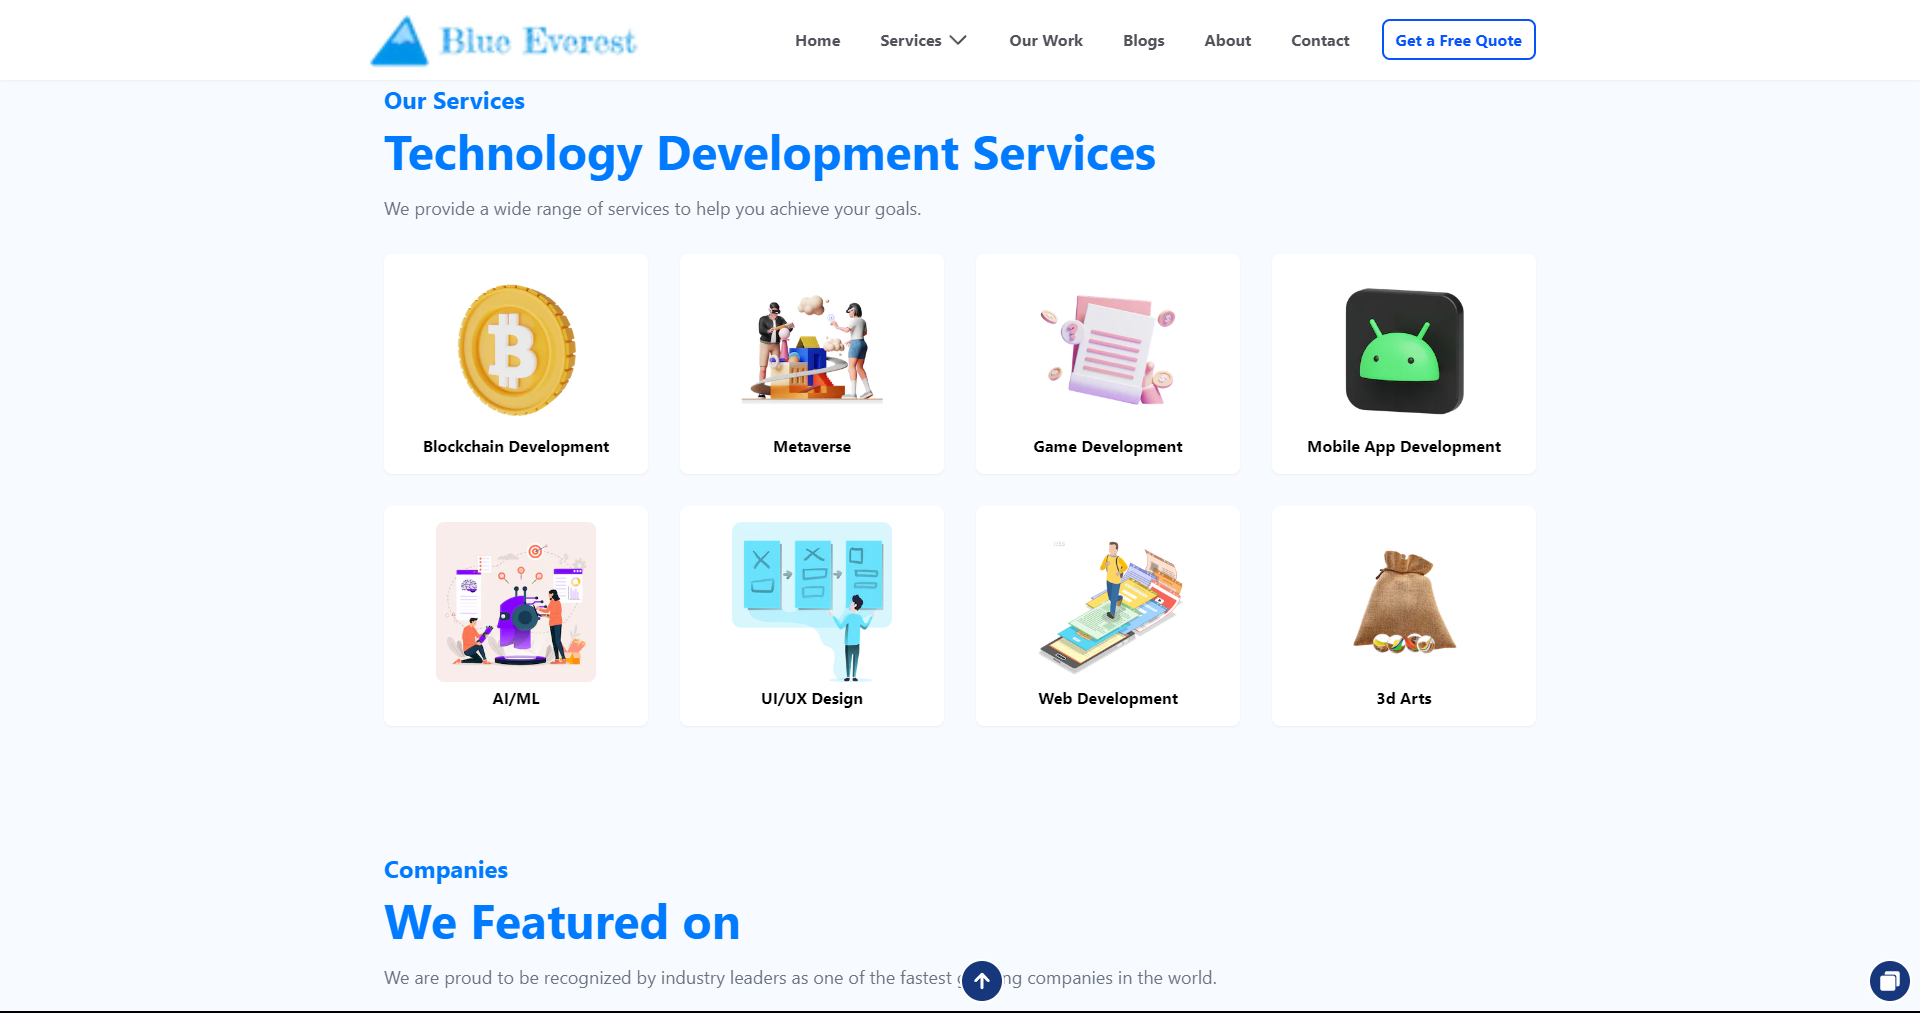 Blue Everest
Home
Services
Our Work
Blogs
About
Contact
Get a Free Quote
Our Services
Technology Development Services
We provide a wide range of services to help you achieve your goals.
Blockchain Development
Metaverse
Game Development
Mobile App Development
AI/ML
UI/UX Design
Web Development
3d Arts
Companies
We Featured on
We are proud to be recognized by industry leaders as one of the fastest companies in the world.